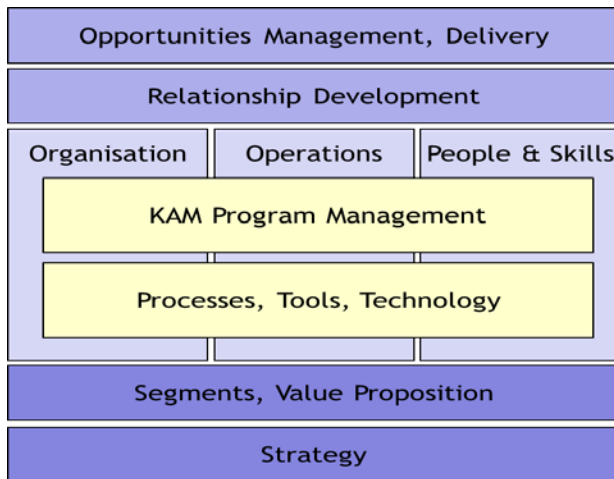 Opportunities Management, Delivery
Relationship Development
Organisation
Operations
People & Skills
KAM Program Management
Processes, Tools, Technology
Segments, Value Proposition
Strategy